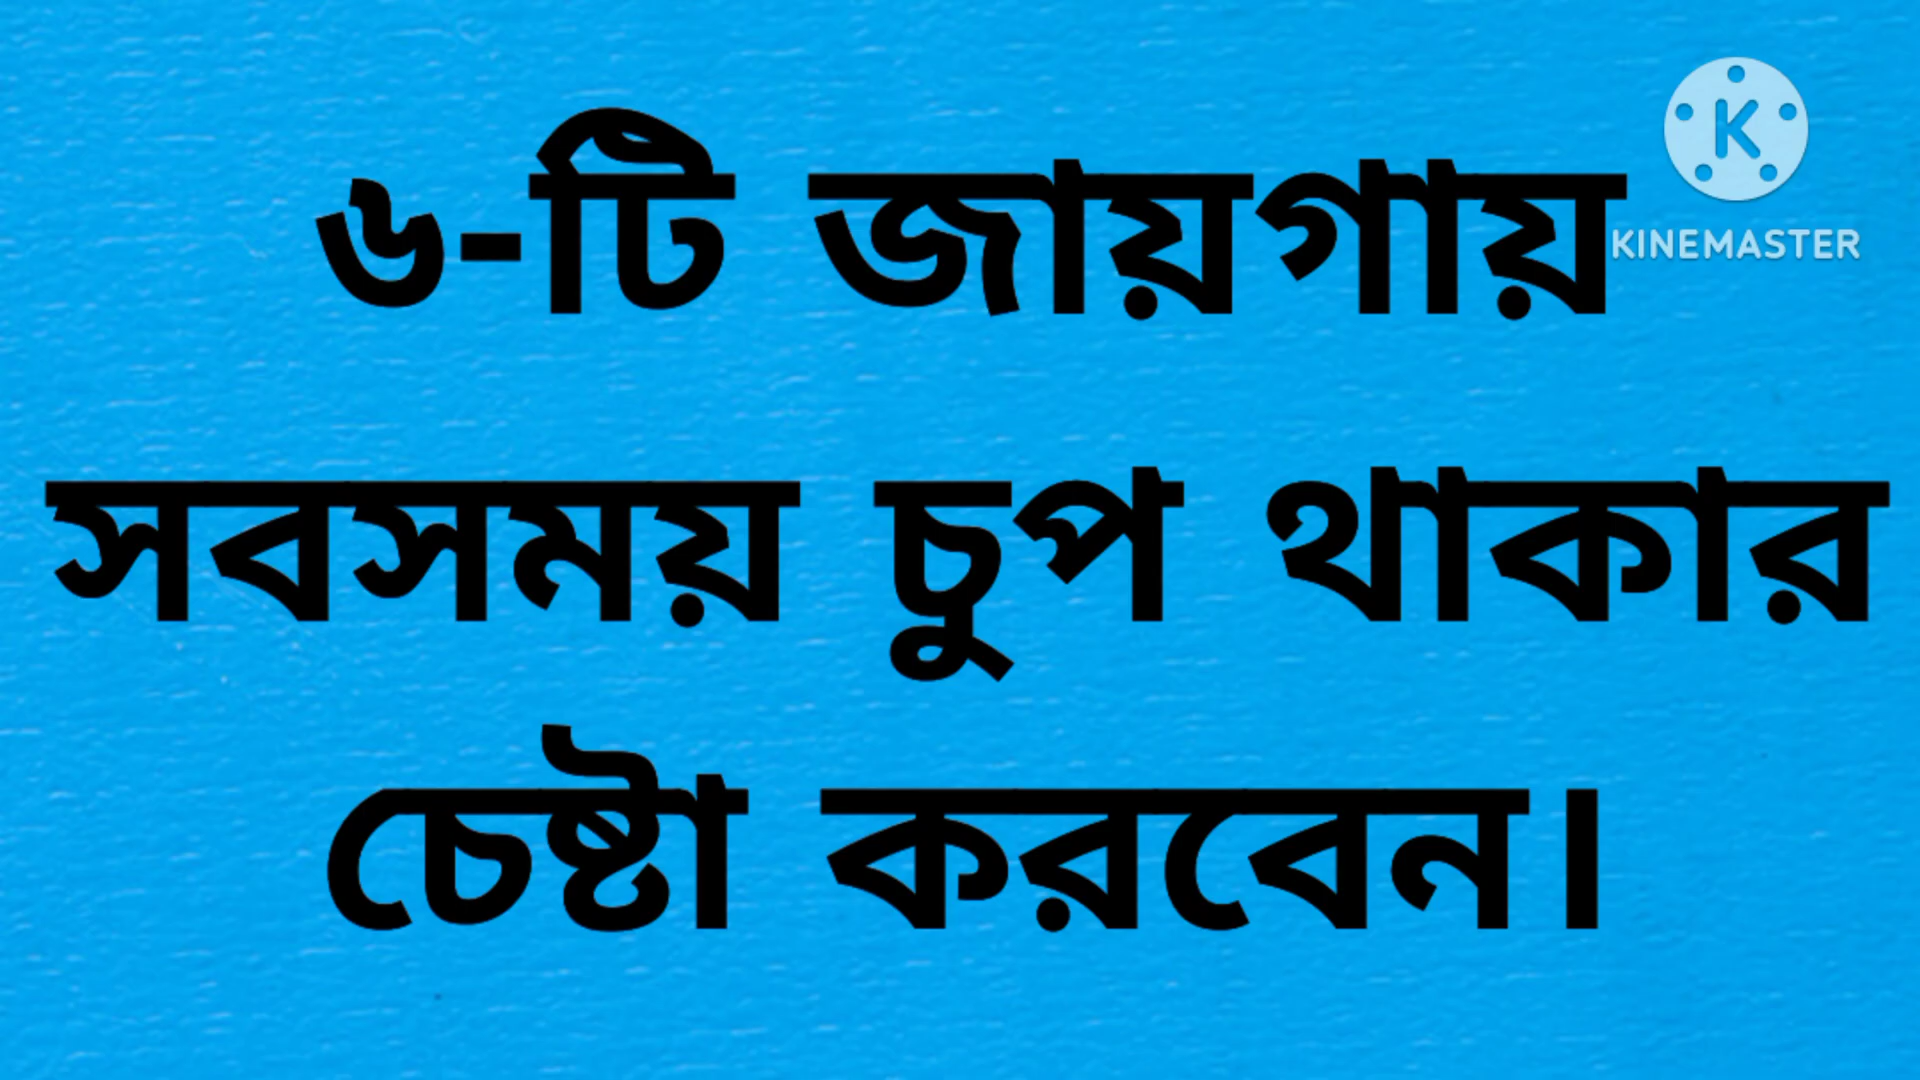 ৬-টি জায়গায়
KINEMASTER
সবসময় চুপ থাকার
চেষ্টা করবেন।